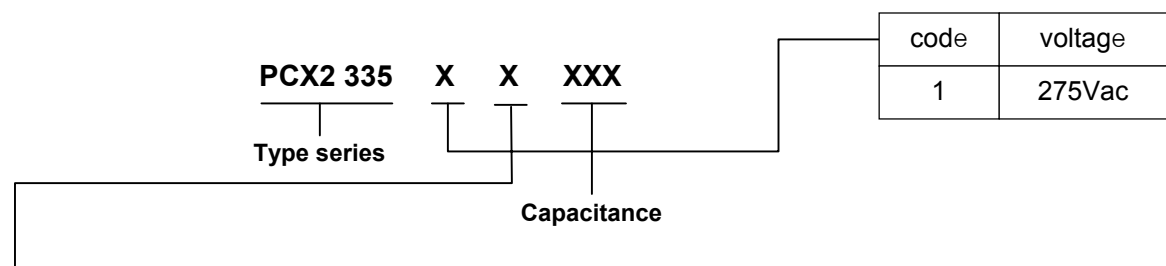 code voltage
1 275Vac
PCX2 335 X X XXX
Type series
Capacitance